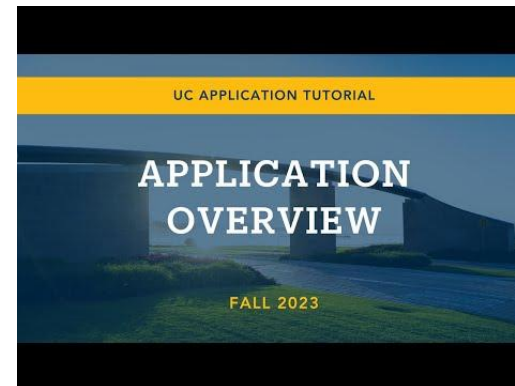 UC APPLICATION TUTORIAL
APPLICATION
OVERVIEW
FALL 2023